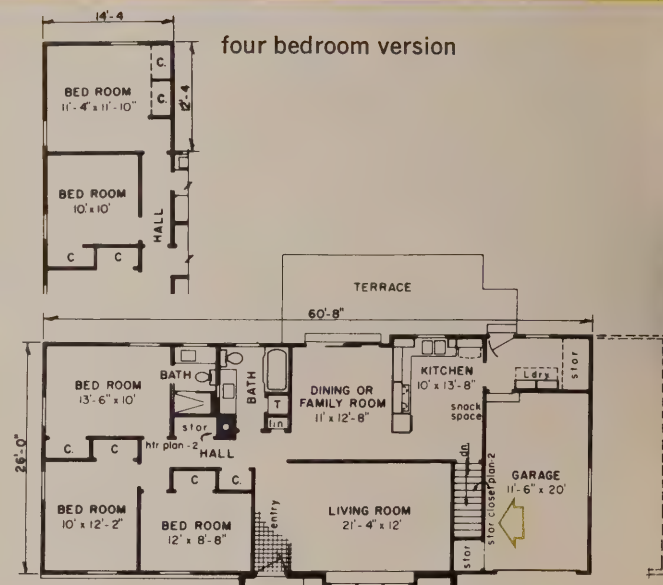 14'-4
four bedroom version
C.
C.
12'-4
BED ROOM
11'-4" x 11'-10"
BED ROOM
10' x 10'
HALL
C
C
TERRACE
60'-8"
26'-0"
BED ROOM
13'-6" x 10'
BATH
BATH
T
lin
DINING OR
FAMILY ROOM
11' x 12'-8"
KITCHEN
10' x 13'-8"
snack
space
Ldry
stor
stor
htr plan-2
HALL
C.
C.
C
C.
BED ROOM
10' x 12'-2"
BED ROOM
12' x 8'-8"
entry
LIVING ROOM
21'-4" x 12'
dn
stor closet plan-2
stor
GARAGE
11'-6" x 20'